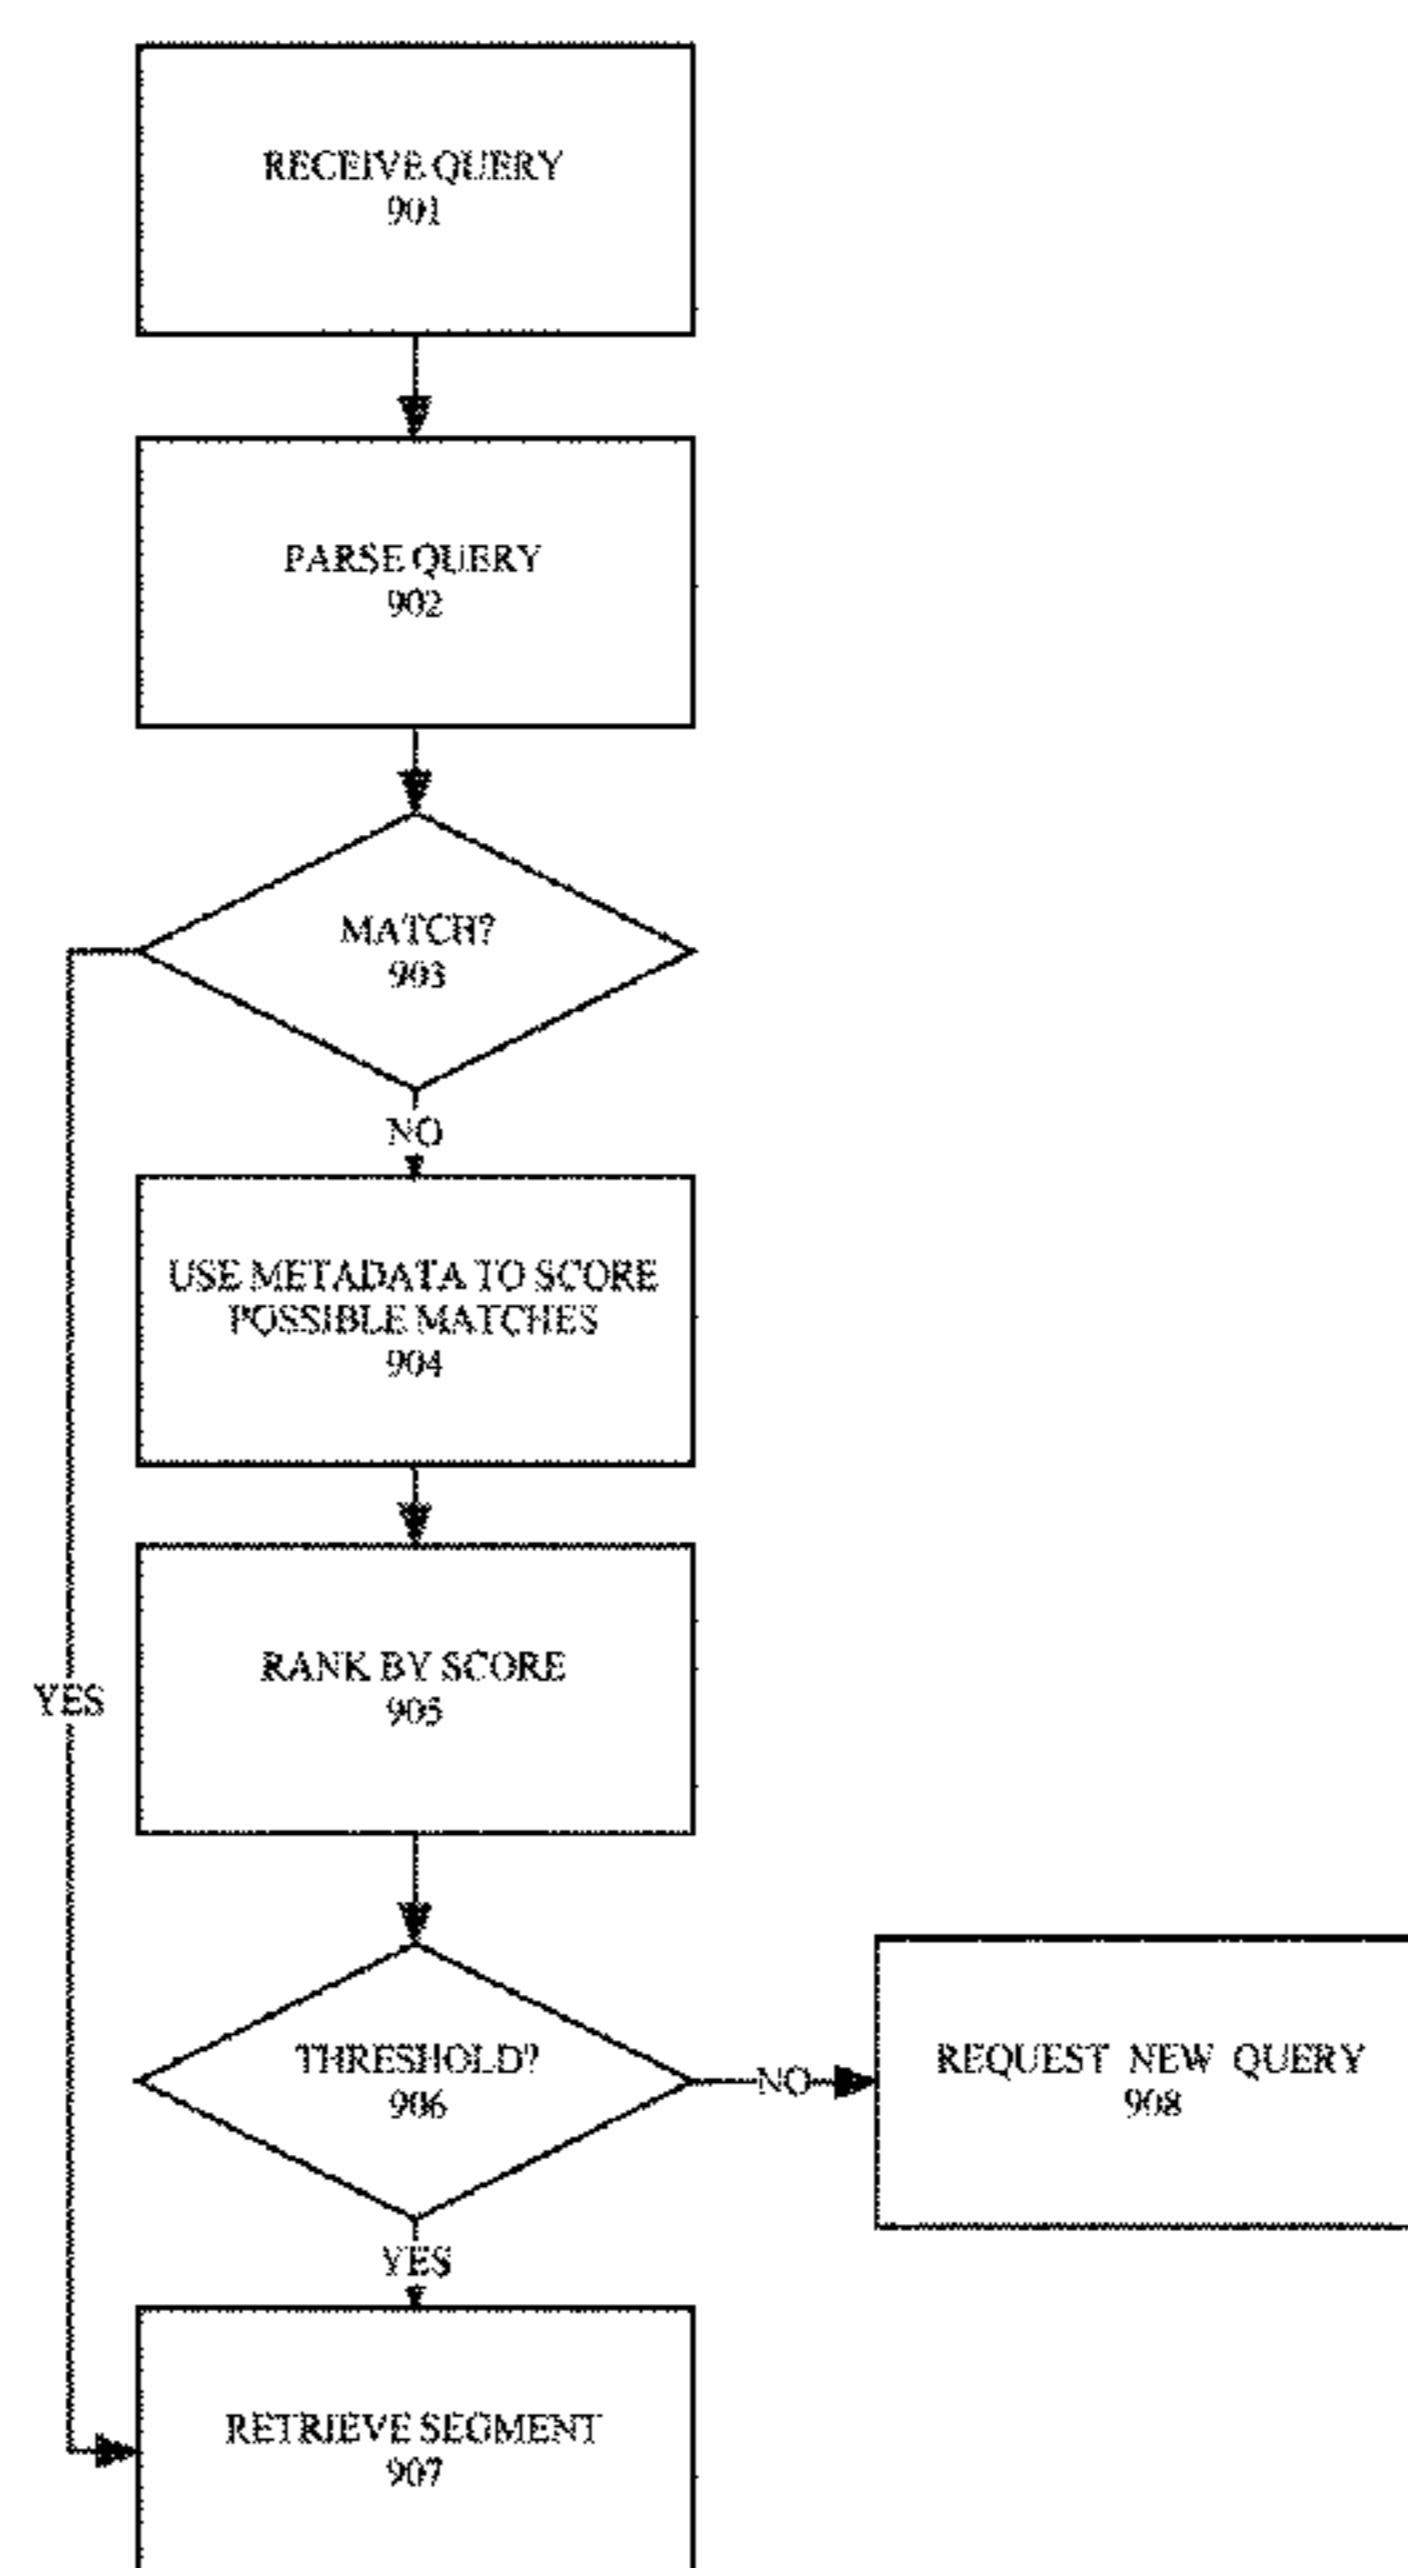 RECEIVE QUERY
901
PARSE QUERY
902
MATCH?
903
NO
USE METADATA TO SCORE
POSSIBLE MATCHES
904
RANK BY SCORE
905
YES
THRESHOLD?
906
NO
REQUEST NEW QUERY
908
YES
RETRIEVE SEGMENT
907